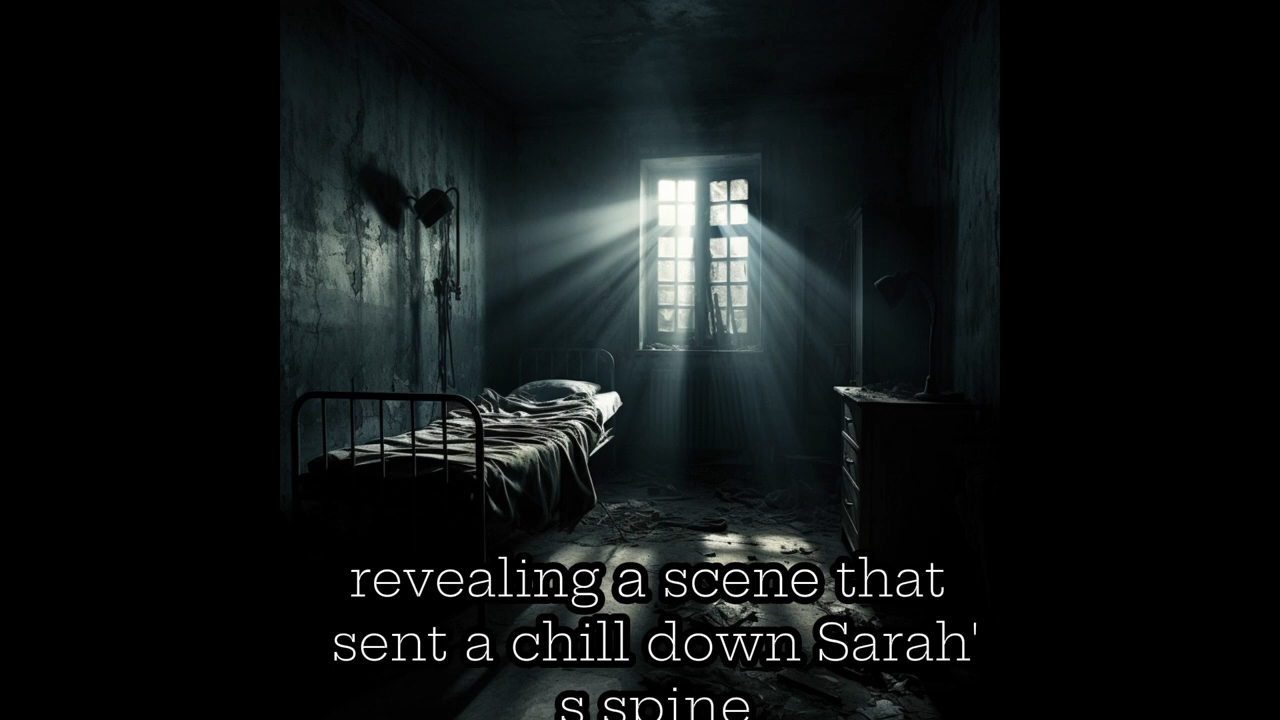 revealing a scene that
sent a chill down Sarah'
s spine